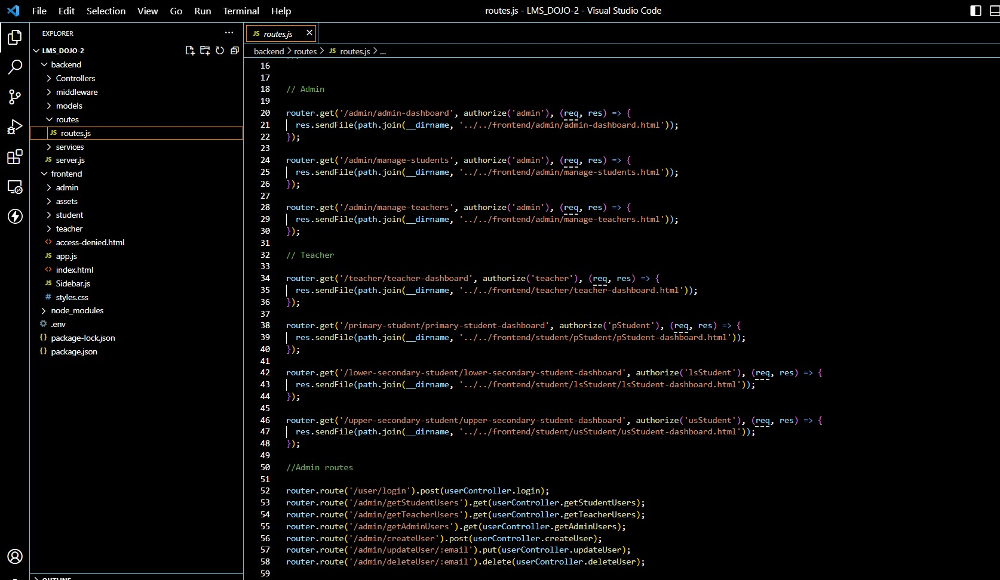 File Edit Selection View Go Run Terminal Help
routes.js - LMS_DOJO-2 - Visual Studio Code
EXPLORER
LMS_DOJO-2
backend
Controllers
middleware
models
routes
JS routes.js
services
JS server.js
frontend
admin
assets
student
teacher
<> access-denied.html
JS app.js
<> index.html
JS Sidebar.js
# styles.css
node_modules
.env
{} package-lock.json
{} package.json
JS routes.js
backend > routes > JS routes.js > ...
16
17
18 // Admin
19
20 router.get('/admin/admin-dashboard', authorize('admin'), (req, res) => {
21 res.sendFile(path.join(__dirname, '../../frontend/admin/admin-dashboard.html'));
22 });
23
24 router.get('/admin/manage-students', authorize('admin'), (req, res) => {
25 res.sendFile(path.join(__dirname, '../../frontend/admin/manage-students.html'));
26 });
27
28 router.get('/admin/manage-teachers', authorize('admin'), (req, res) => {
29 res.sendFile(path.join(__dirname, '../../frontend/admin/manage-teachers.html'));
30 });
31
32 // Teacher
33
34 router.get('/teacher/teacher-dashboard', authorize('teacher'), (req, res) => {
35 res.sendFile(path.join(__dirname, '../../frontend/teacher/teacher-dashboard.html'));
36 });
37
38 router.get('/primary-student/primary-student-dashboard', authorize('pStudent'), (req, res) => {
39 res.sendFile(path.join(__dirname, '../../frontend/student/pStudent/pStudent-dashboard.html'));
40 });
41
42 router.get('/lower-secondary-student/lower-secondary-student-dashboard', authorize('lsStudent'), (req, res) => {
43 res.sendFile(path.join(__dirname, '../../frontend/student/lsStudent/lsStudent-dashboard.html'));
44 });
45
46 router.get('/upper-secondary-student/upper-secondary-student-dashboard', authorize('usStudent'), (req, res) => {
47 res.sendFile(path.join(__dirname, '../../frontend/student/usStudent/usStudent-dashboard.html'));
48 });
49
50 //Admin routes
51
52 router.route('/user/login').post(userController.login);
53 router.route('/admin/getStudentUsers').get(userController.getStudentUsers);
54 router.route('/admin/getTeacherUsers').get(userController.getTeacherUsers);
55 router.route('/admin/getAdminUsers').get(userController.getAdminUsers);
56 router.route('/admin/createUser').post(userController.createUser);
57 router.route('/admin/updateUser/:email').put(userController.updateUser);
58 router.route('/admin/deleteUser/:email').delete(userController.deleteUser);
59
OUTLINE